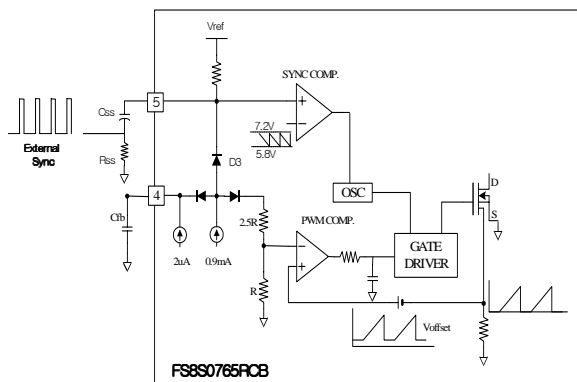 Vref
SYNC COMP.
5
Css
7.2V
5.8V
External
Sync
Rss
D3
OSC
D
4
S
Cfb
2.5R
PWM COMP.
GATE
DRIVER
2uA
0.9mA
R
Voffset
FS8S0765RCB